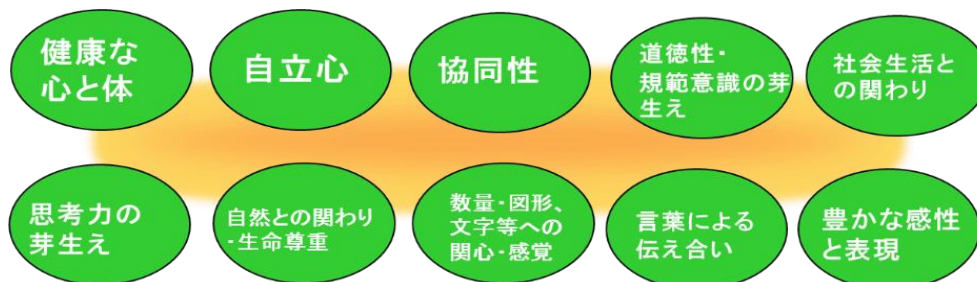 健康な
心と体
自立心
協同性
道徳性・
規範意識の芽
生え
社会生活と
の関わり
思考力の
芽生え
自然との関わり
・生命尊重
数量・図形、
文字等への
関心・感覚
言葉による
伝え合い
豊かな感性
と表現